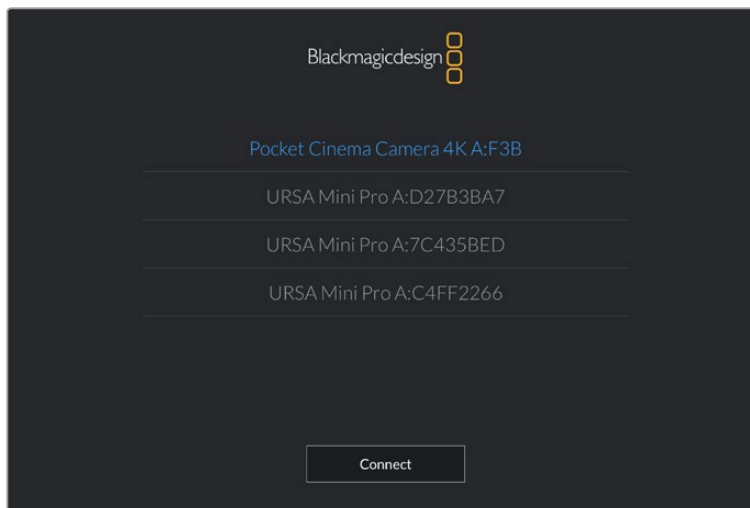 Blackmagicdesign
Pocket Cinema Camera 4K A:F3B
URSA Mini Pro A:D27B3BA7
URSA Mini Pro A:7C435BED
URSA Mini Pro A:C4FF2266
Connect